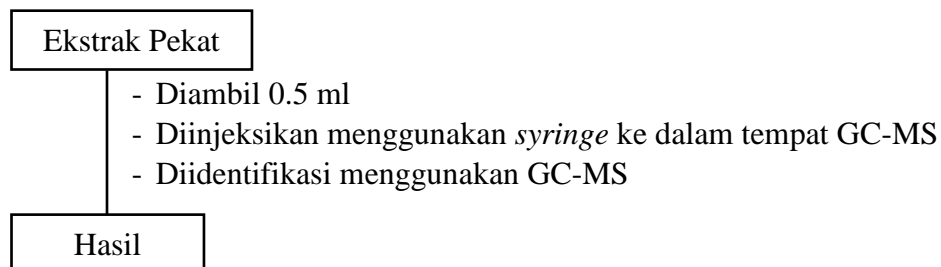 Ekstrak Pekat
- Diambil 0.5 ml
- Diinjeksikan menggunakan syringe ke dalam tempat GC-MS
- Diidentifikasi menggunakan GC-MS
Hasil